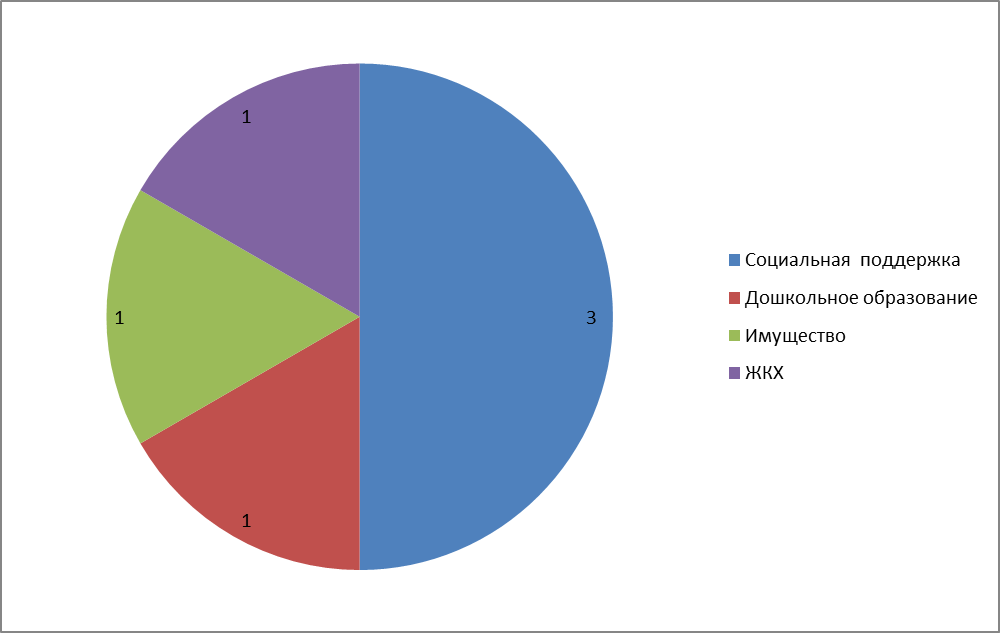 1
3
1
1
Социальная  поддержка
Дошкольное образование
Имущество
ЖКХ